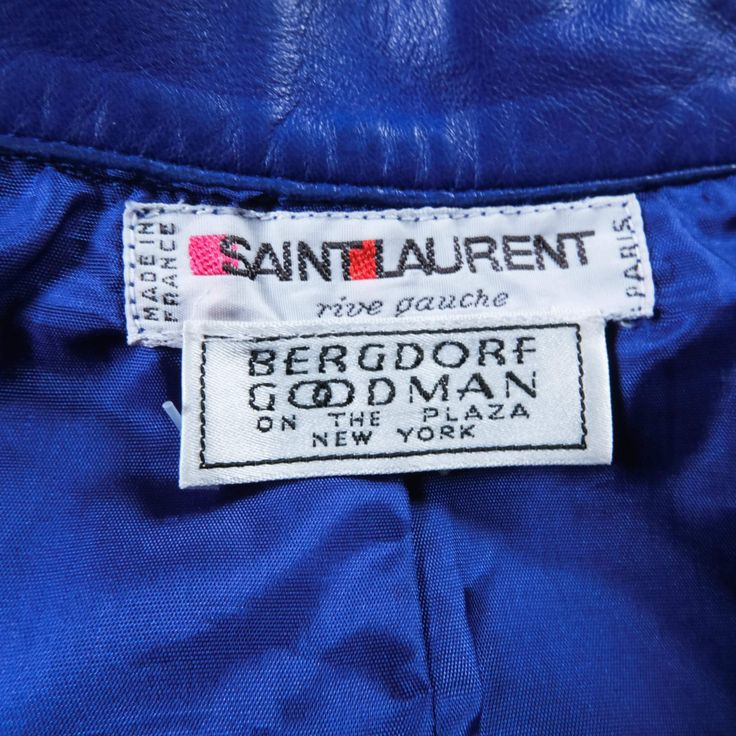 MADE IN
FRANCE
SAINT LAURENT
rive gauche
PARIS
BERGDORF
GOODMAN
ON THE PLAZA
NEW YORK